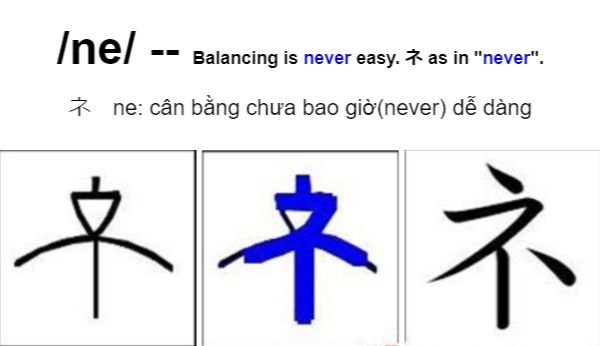 /ne/ -- Balancing is never easy. ネ as in "never".
ネ ne: cân bằng chưa bao giờ(never) dễ dàng
ネ